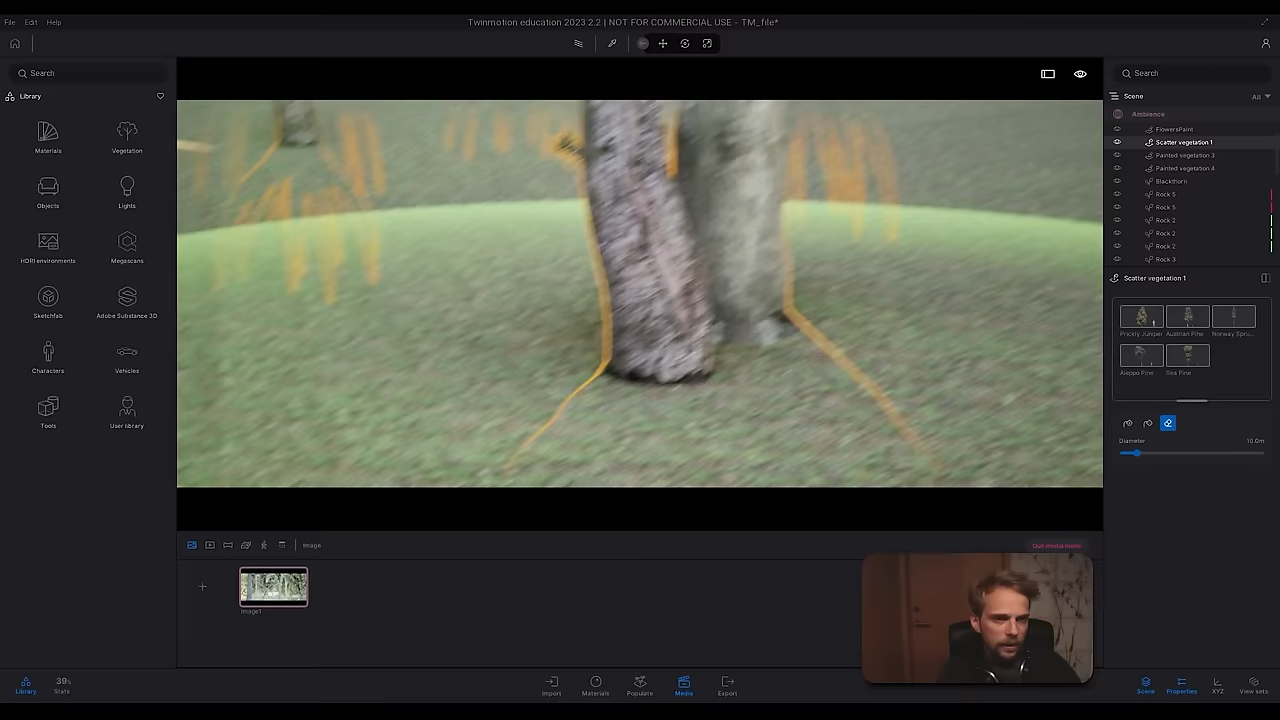 Twinmotion education 2023.2.2 | NOT FOR COMMERCIAL USE - TM_file*
File Edit Help
Search
Library
Materials
Vegetation
Objects
Lights
HDRI environments
Megascans
Sketchfab
Adobe Substance 3D
Characters
Vehicles
Tools
User library
Search
Scene
All
Ambience
FlowersPaint
Scatter vegetation 1
Painted vegetation 3
Painted vegetation 4
Blackthorn
Rock 5
Rock 5
Rock 2
Rock 2
Rock 2
Rock 3
Scatter vegetation 1
Prickly Juniper
Austrian Pine
Norway Spru...
Aleppo Pine
Sea Pine
Diameter
10.0m
Image
Quit media mode
Image1
Library
39%
Stats
Import
Materials
Populate
Media
Export
Scene
Properties
XYZ
View sets